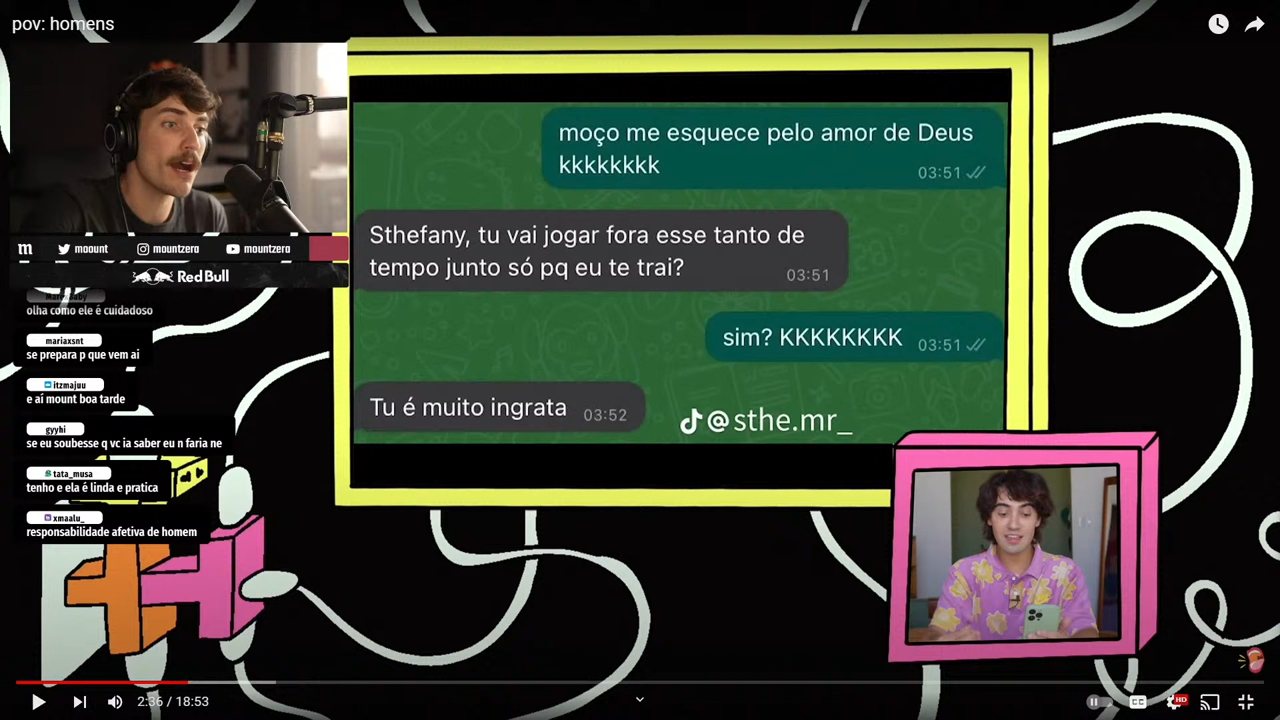 pov: homens
moço me esquece pelo amor de Deus
kkkkkkkk
03:51
Sthefany, tu vai jogar fora esse tanto de
tempo junto só pq eu te trai?
03:51
sim? KKKKKKKK
03:51
Tu é muito ingrata
03:52
@sthe.mr_
m moount mountzera mountzera
Red Bull
olha como ele é cuidadoso
mariaxsnt
se prepara p que vem ai
itzmajuu
e aí mount boa tarde
gyyhi
se eu soubesse q vc ia saber eu n faria ne
tata_musa
tenho e ela é linda e pratica
xmaalu_
responsabilidade afetiva de homem
2:36 / 18:53
CC
HD